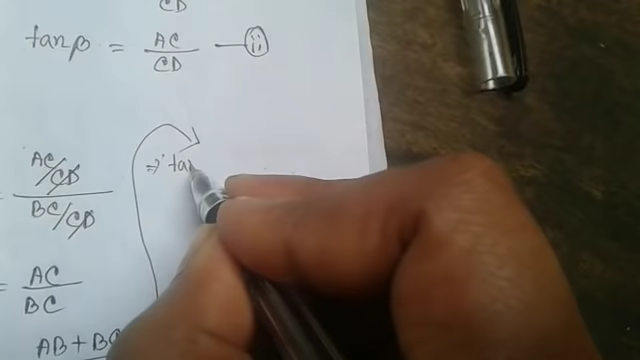 CD
tanβ = AC/CD — (ii)
= AC/CD / BC/CD
⇒ tan
= AC/BC
AB + BC